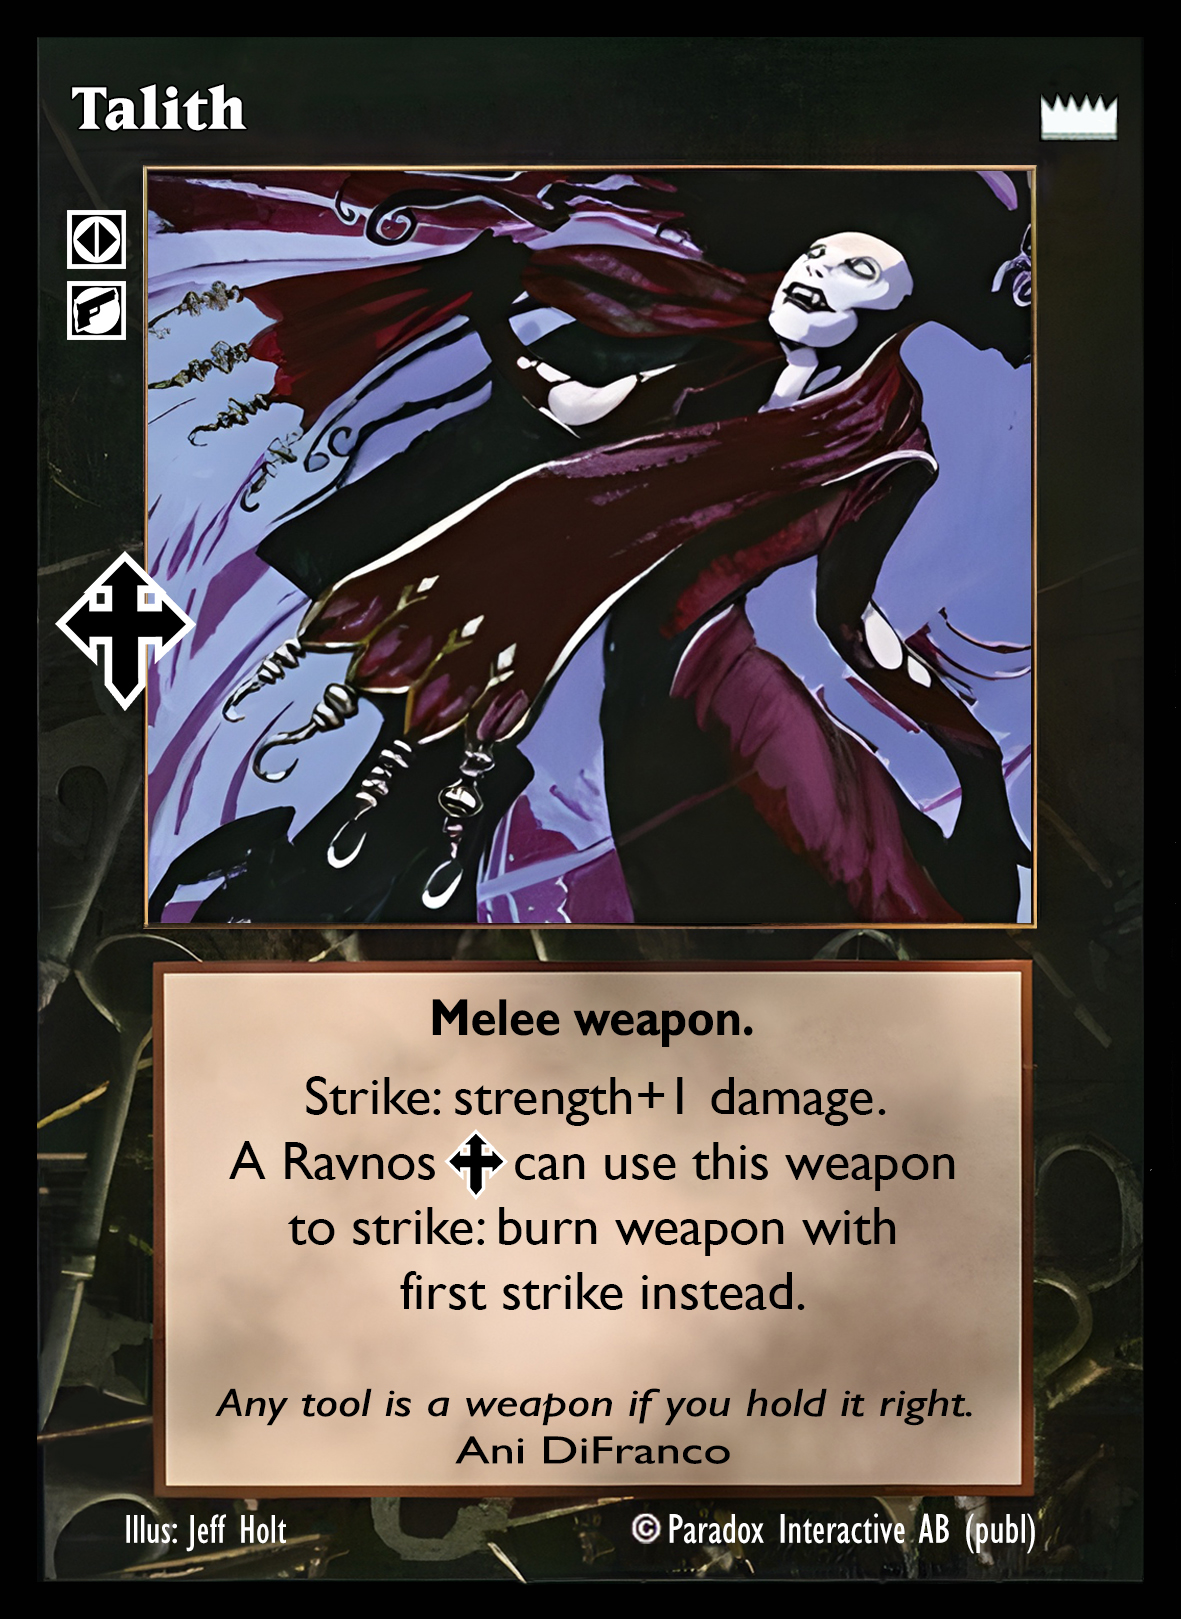 Talith
Melee weapon.
Strike: strength+1 damage.
A Ravnos can use this weapon
to strike: burn weapon with
first strike instead.
Any tool is a weapon if you hold it right.
Ani DiFranco
Illus: Jeff Holt
© Paradox Interactive AB (publ)